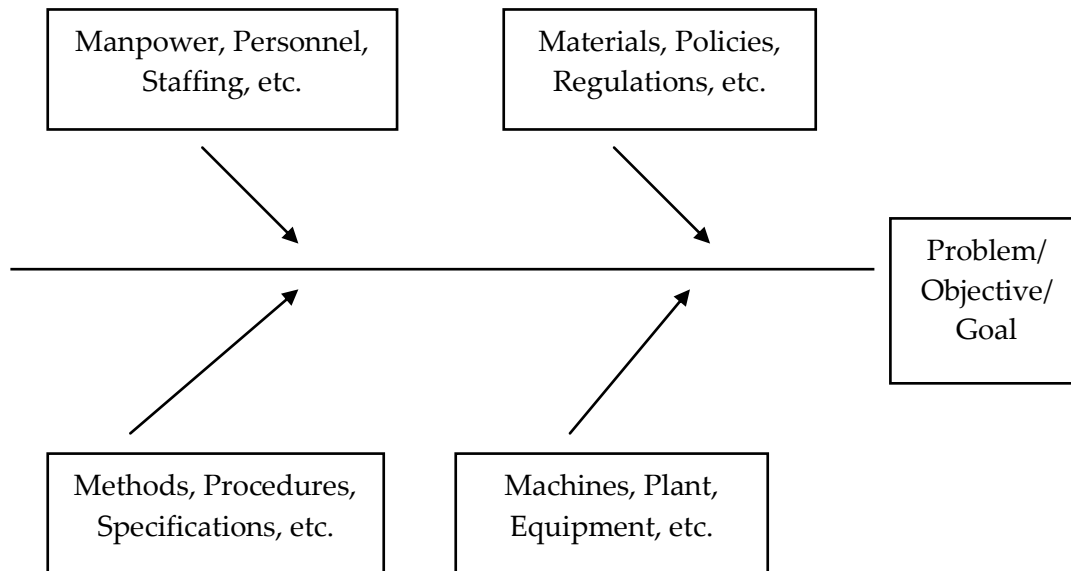 Manpower, Personnel,
Staffing, etc.
Materials, Policies,
Regulations, etc.
Problem/
Objective/
Goal
Methods, Procedures,
Specifications, etc.
Machines, Plant,
Equipment, etc.